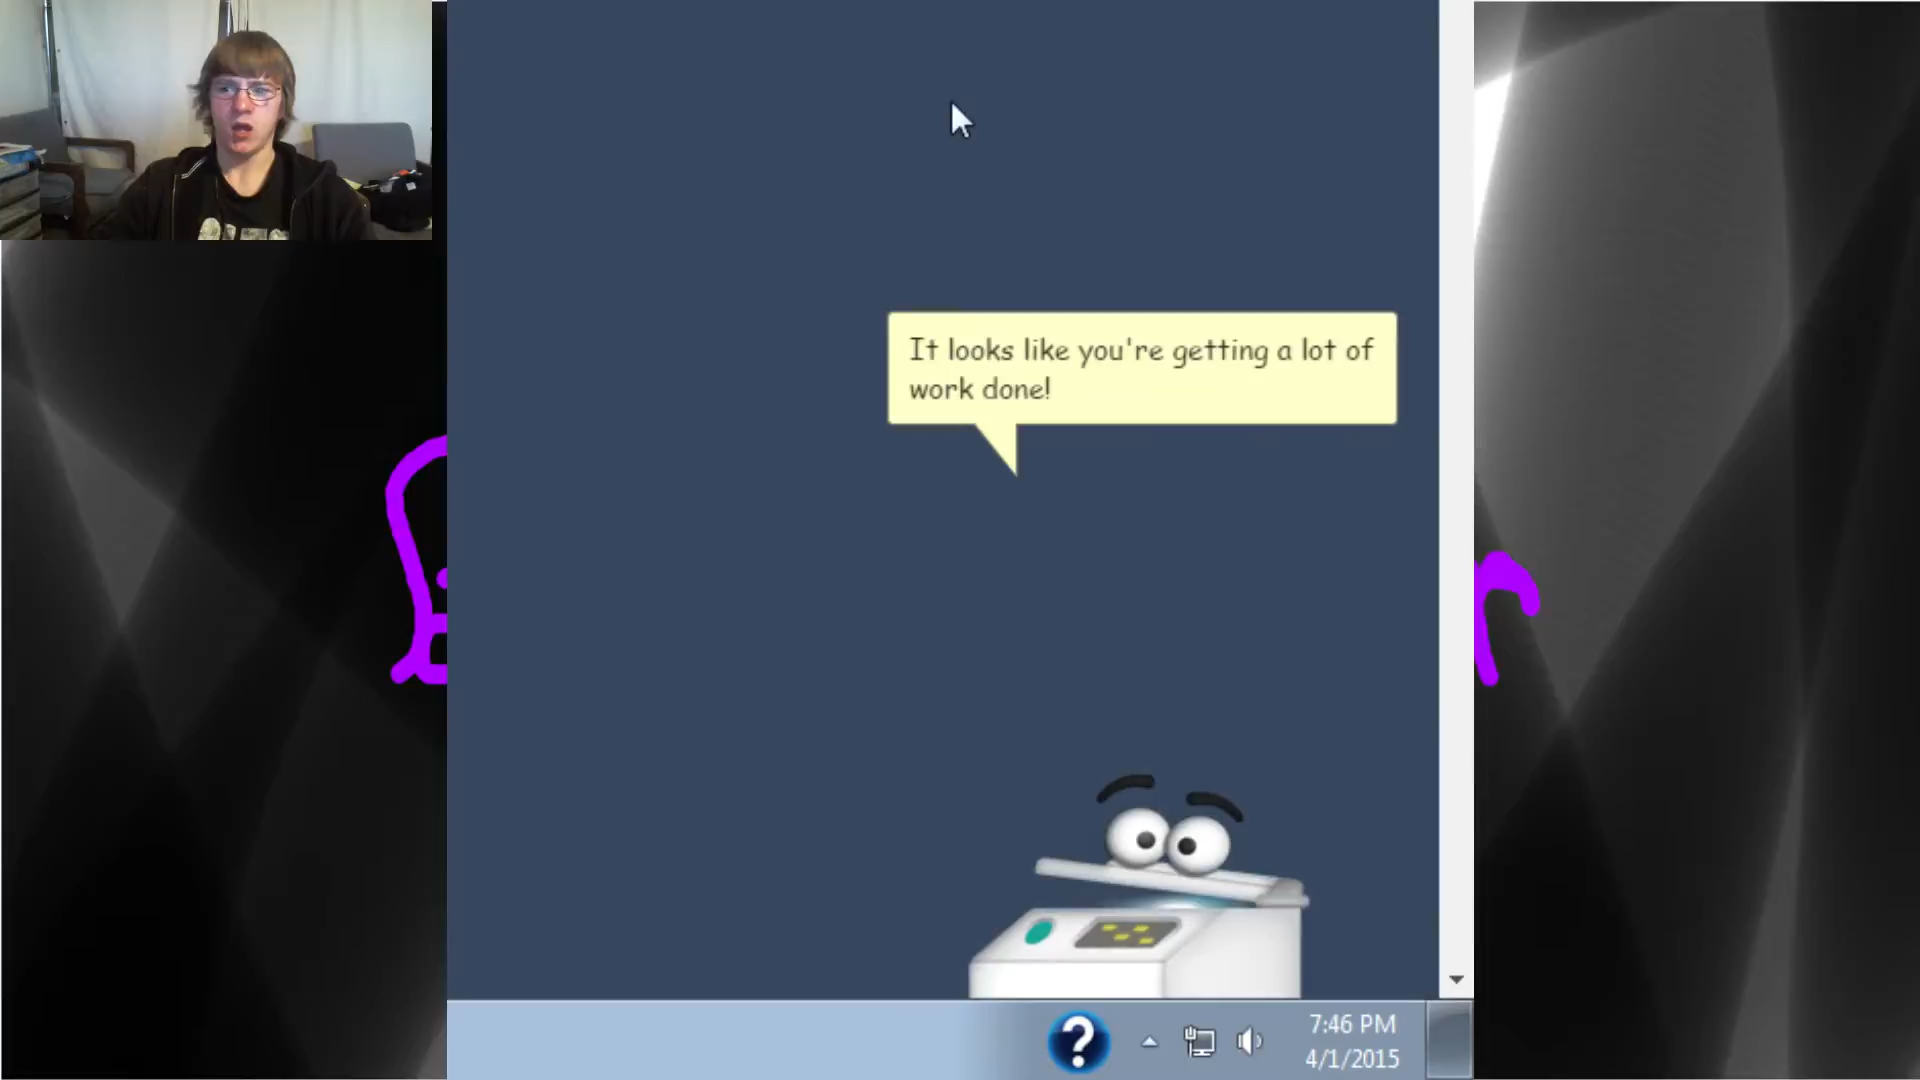 It looks like you're getting a lot of
work done!
?
7:46 PM
4/1/2015
r